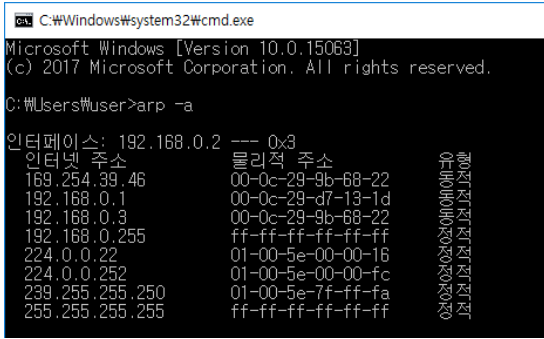 C:₩Windows₩system32₩cmd.exe
Microsoft Windows [Version 10.0.15063]
(c) 2017 Microsoft Corporation. All rights reserved.
C:₩Users₩user>arp -a
인터페이스: 192.168.0.2 --- 0x3
인터넷 주소 물리적 주소 유형
169.254.39.46 00-0c-29-9b-68-22 동적
192.168.0.1 00-0c-29-d7-13-1d 동적
192.168.0.3 00-0c-29-9b-68-22 동적
192.168.0.255 ff-ff-ff-ff-ff-ff 정적
224.0.0.22 01-00-5e-00-00-16 정적
224.0.0.252 01-00-5e-00-00-fc 정적
239.255.255.250 01-00-5e-7f-ff-fa 정적
255.255.255.255 ff-ff-ff-ff-ff-ff 정적